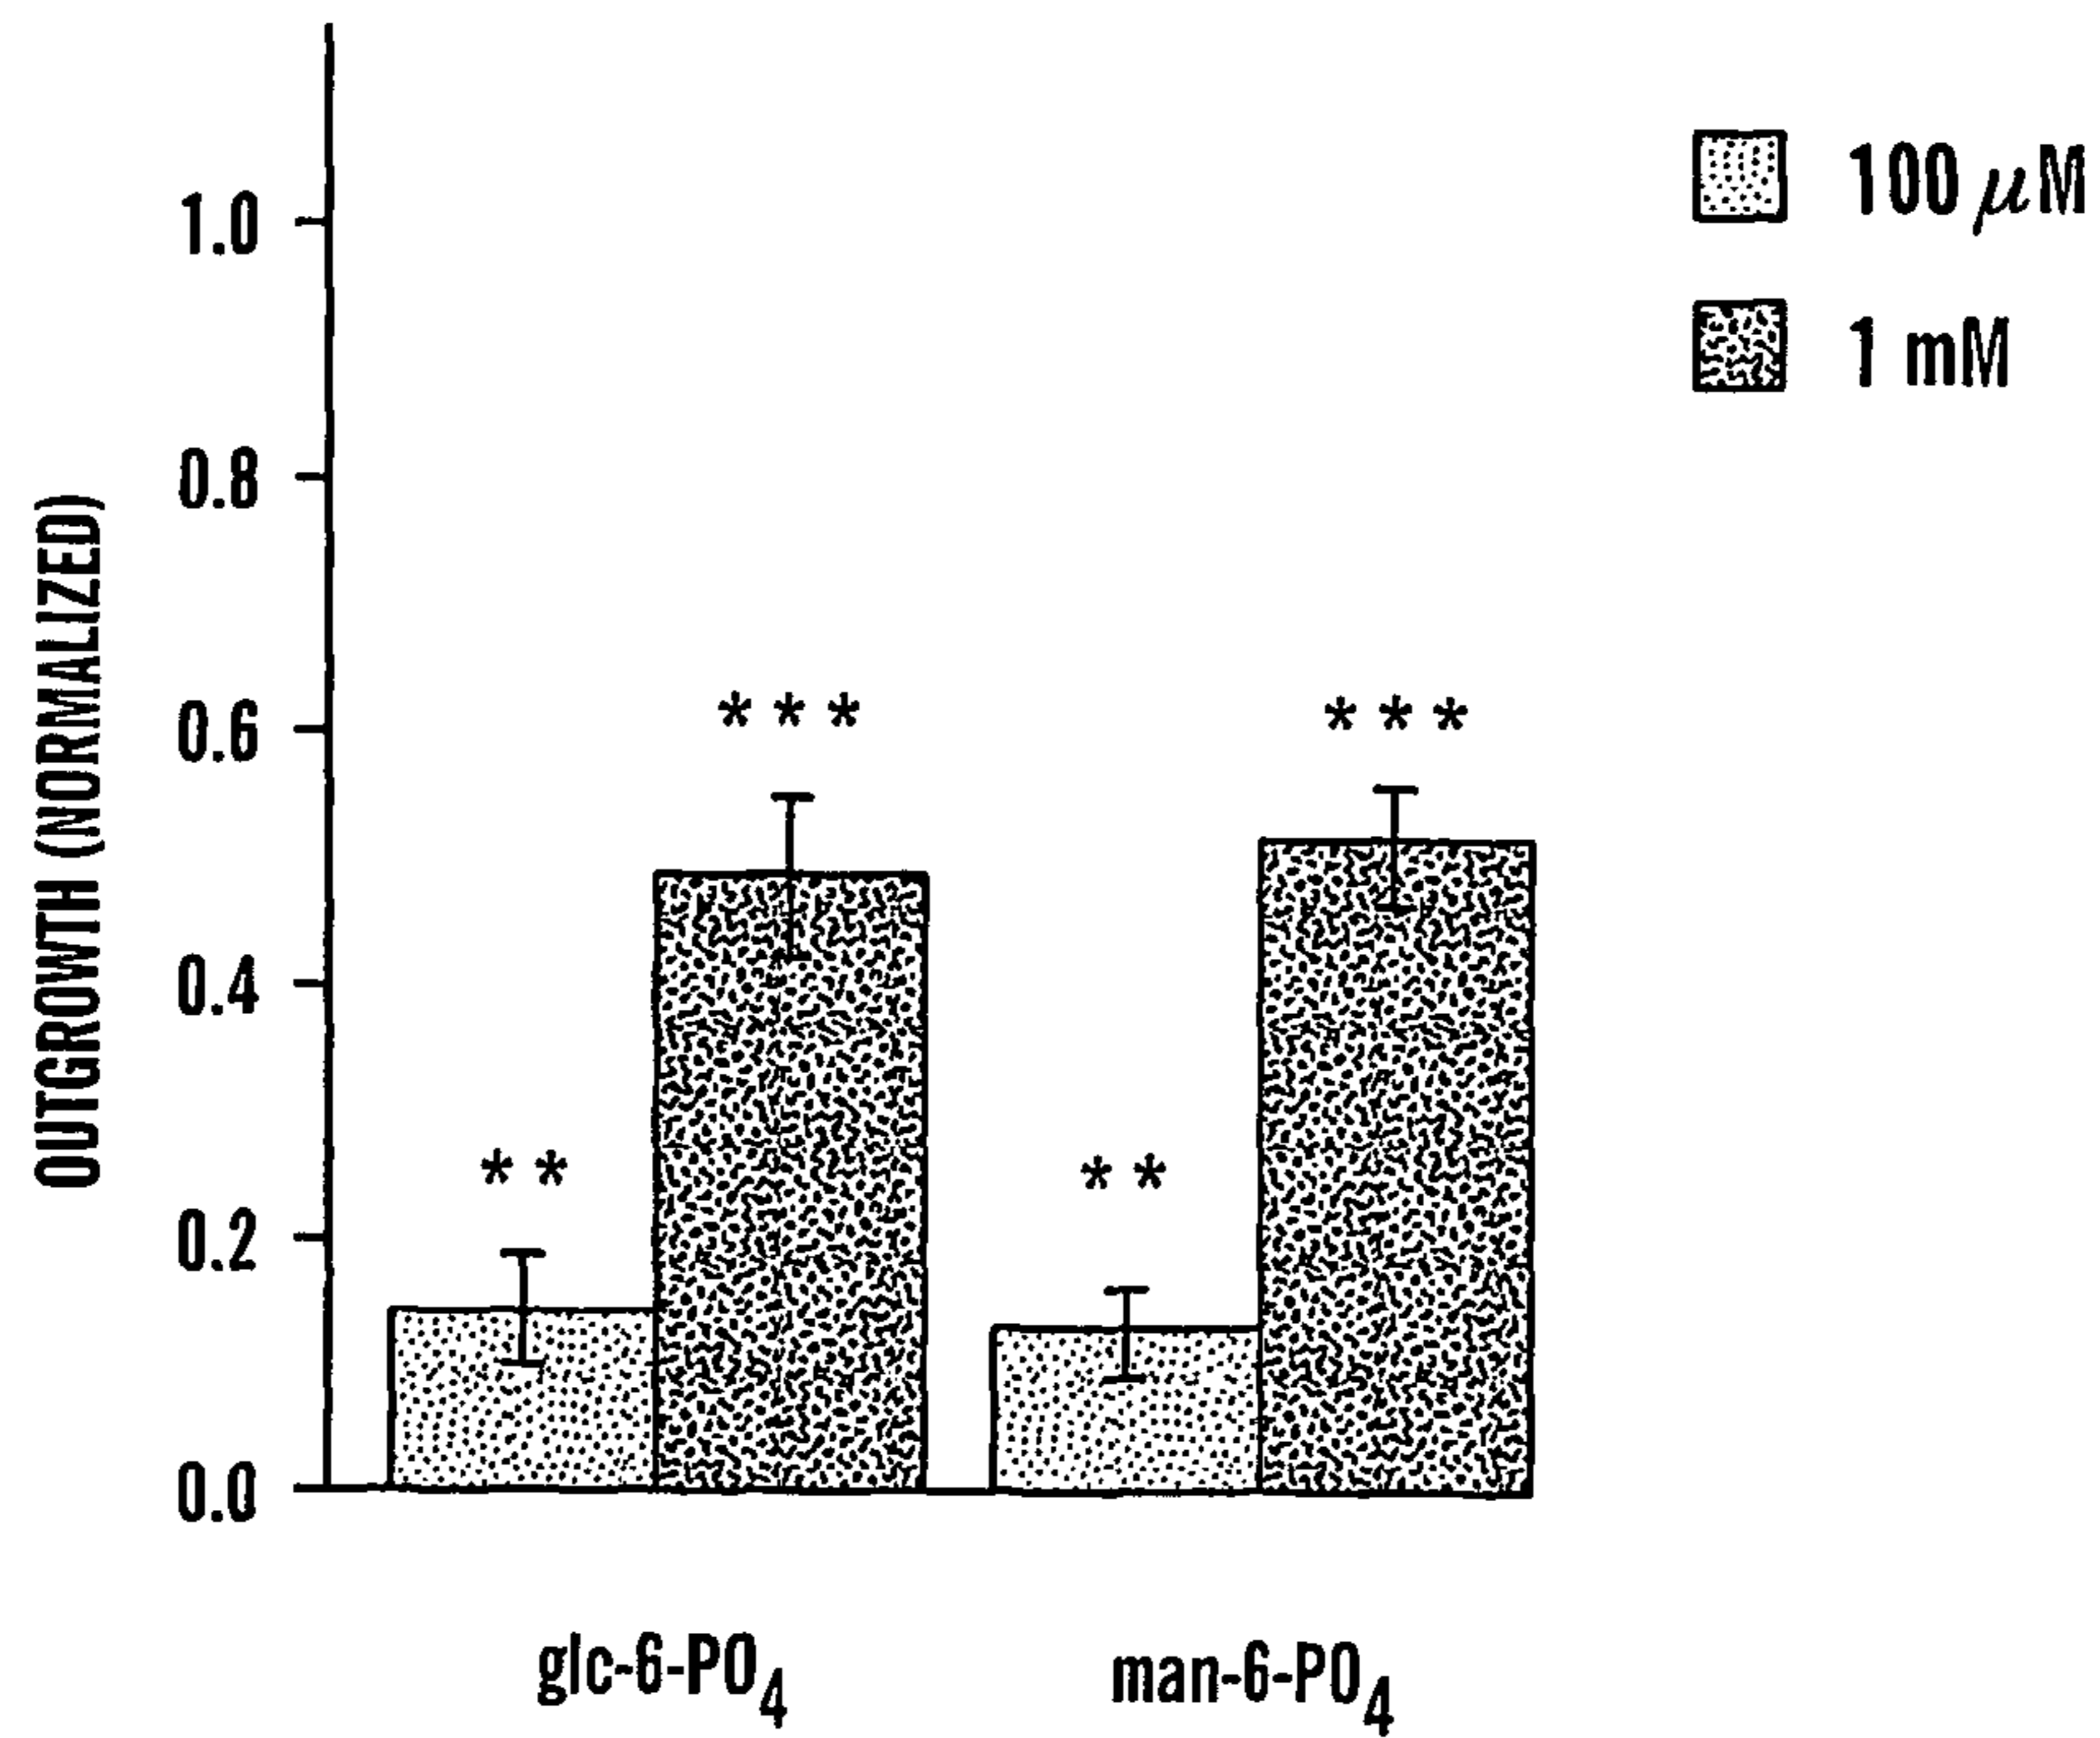 OUTGROWTH (NORMALIZED)
1.0
0.8
0.6
0.4
0.2
0.0
***
***
**
**
glc-6-PO4
man-6-PO4
100 μM
1 mM